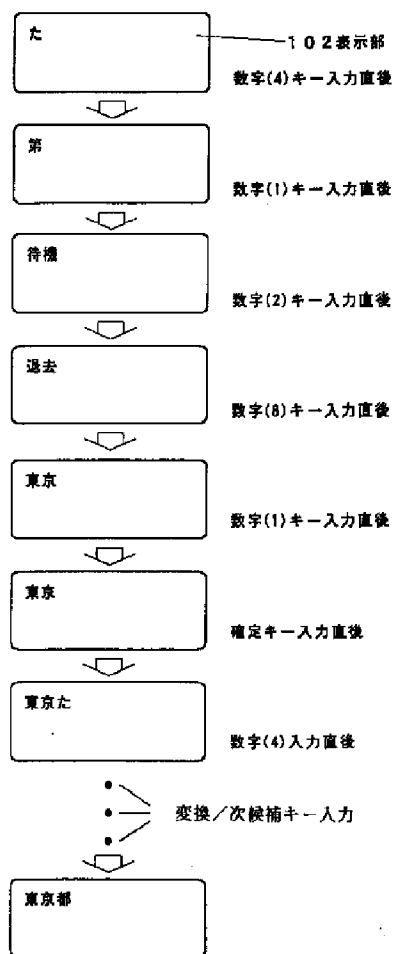 た
102表示部
数字(4)キー入力直後
第
数字(1)キー入力直後
待機
数字(2)キー入力直後
退去
数字(8)キー入力直後
東京
数字(1)キー入力直後
東京
確定キー入力直後
東京た
数字(4)入力直後
変換／次候補キー入力
東京都